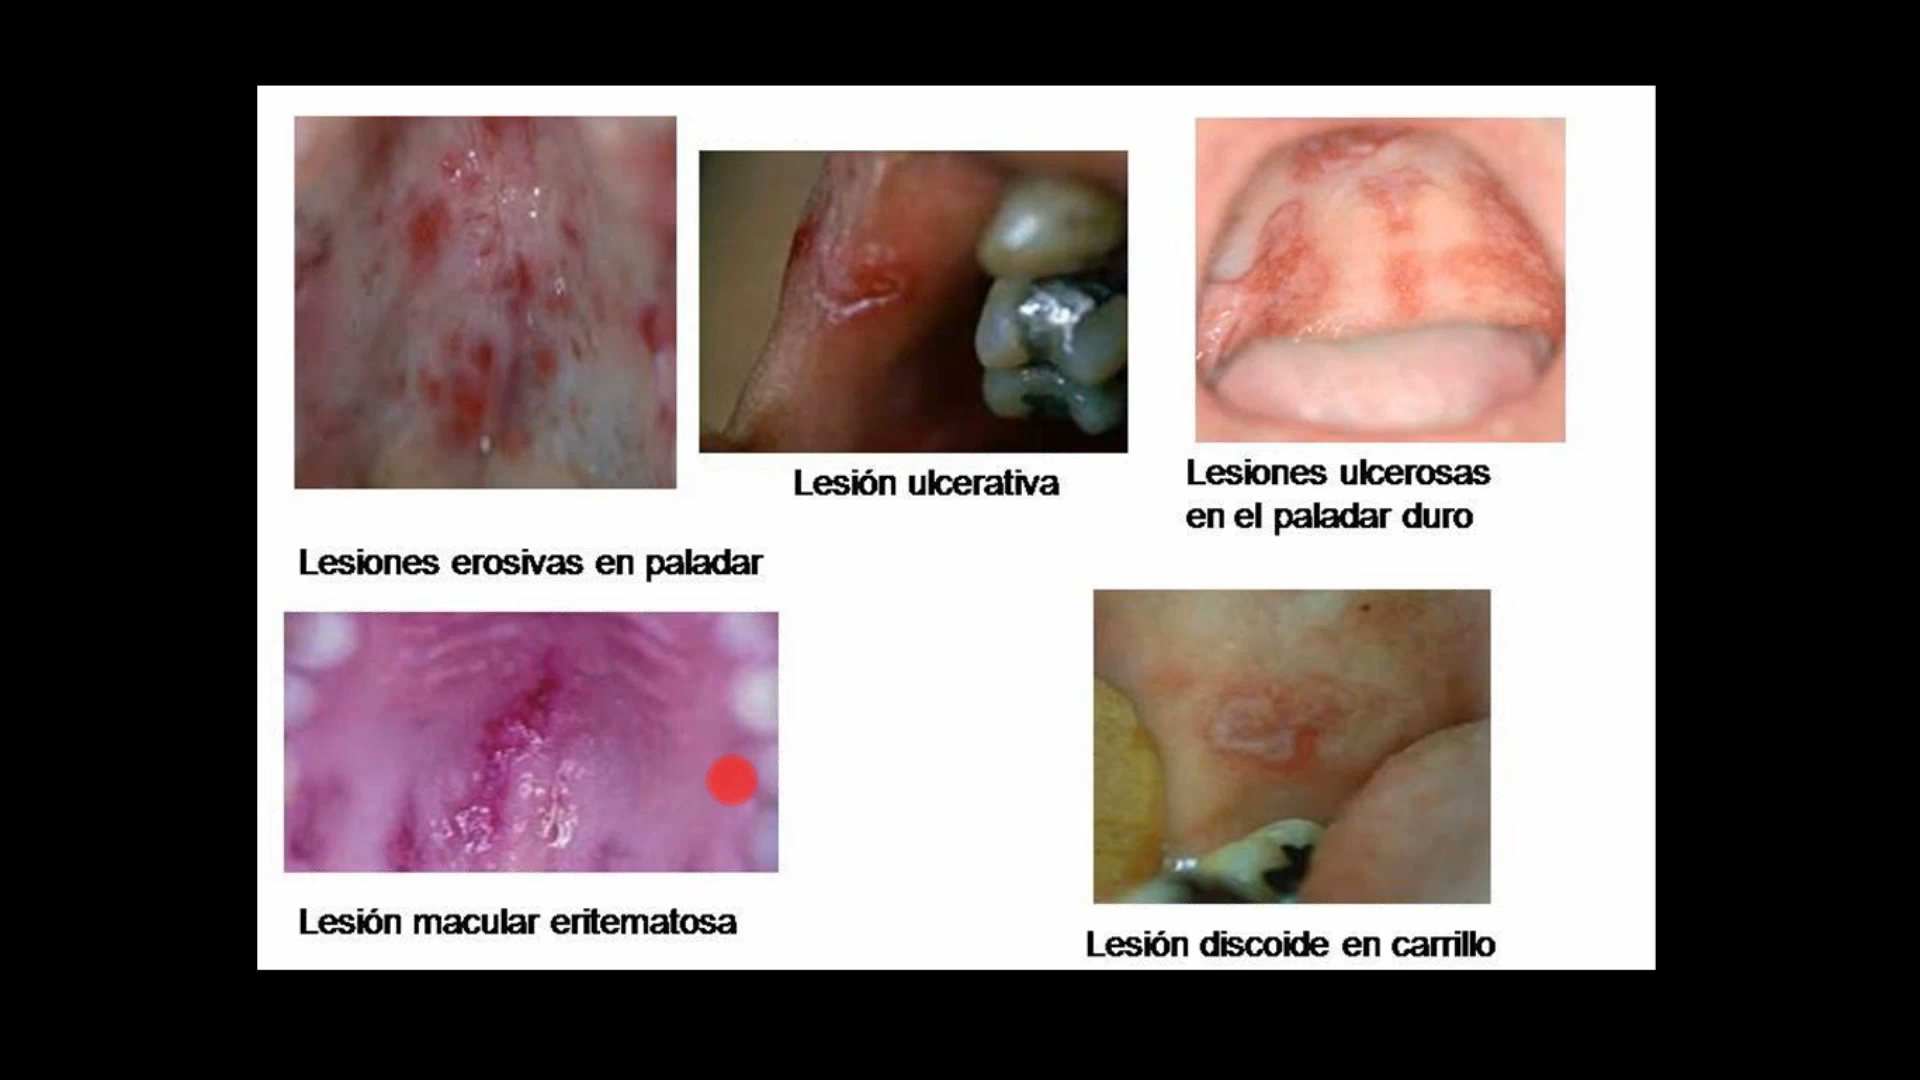 Lesión ulcerativa
Lesiones ulcerosas
en el paladar duro
Lesiones erosivas en paladar
Lesión macular eritematosa
Lesión discoide en carrillo